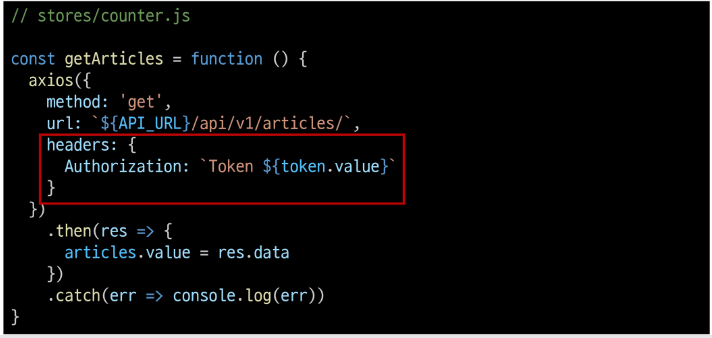 // stores/counter.js
const getArticles = function () {
axios({
method: 'get',
url: `${API_URL}/api/v1/articles/`,
headers: {
Authorization: `Token ${token.value}`
}
})
.then(res => {
articles.value = res.data
})
.catch(err => console.log(err))
}